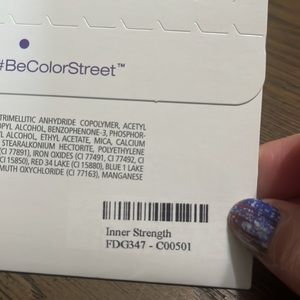 #BeColorStreet™
TRIMELLITIC ANHYDRIDE COPOLYMER, ACETYL
OPYL ALCOHOL, BENZOPHENONE-3, PHOSPHOR-
YL ALCOHOL, ETHYL ACETATE, MICA, CALCIUM
STEARALKONIUM HECTORITE, POLYETHYLENE
(CI 77891), IRON OXIDES (CI 77491, CI 77492, CI
CI 15850), RED 34 LAKE (CI 15880), BLUE 1 LAKE
MUTH OXYCHLORIDE (CI 77163), MANGANESE
Inner Strength
FDG347 - C00501